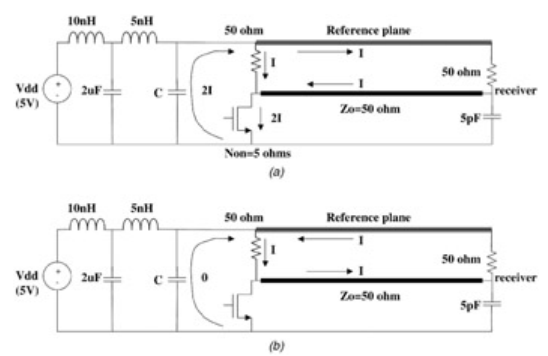 10nH 5nH 50 ohm Reference plane
I
I I 50 ohm
Vdd (5V) 2uF C 2I receiver
Zo=50 ohm
2I 5pF
Non=5 ohms
(a)
10nH 5nH 50 ohm Reference plane
I
I I 50 ohm
Vdd (5V) 2uF C 0 receiver
Zo=50 ohm
5pF
(b)